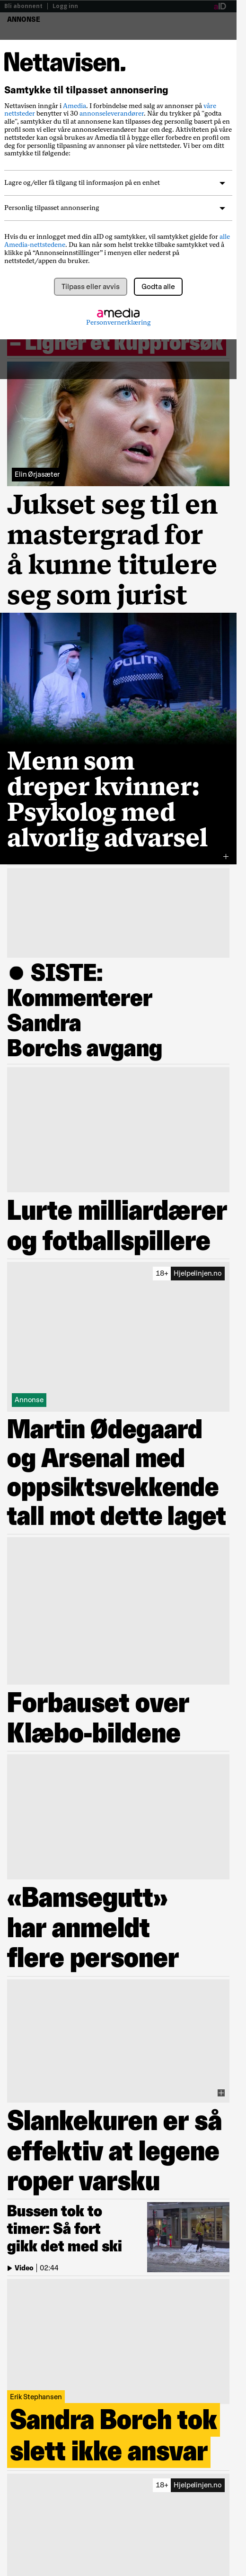 Bli abonnent | Logg inn
aID
ANNONSE
Nettavisen.
Samtykke til tilpasset annonsering
Nettavisen inngår i Amedia. I forbindelse med salg av annonser på våre
nettsteder benytter vi 30 annonseleverandører. Når du trykker på "godta
alle", samtykker du til at annonsene kan tilpasses deg personlig basert på en
profil som vi eller våre annonseleverandører har om deg. Aktiviteten på våre
nettsteder kan også brukes av Amedia til å bygge eller forbedre en profil om
deg for personlig tilpasning av annonser på våre nettsteder. Vi ber om ditt
samtykke til følgende:
Lagre og/eller få tilgang til informasjon på en enhet
Personlig tilpasset annonsering
Hvis du er innlogget med din aID og samtykker, vil samtykket gjelde for alle
Amedia-nettstedene. Du kan når som helst trekke tilbake samtykket ved å
klikke på “Annonseinnstillinger” i menyen eller nederst på
nettstedet/appen du bruker.
Tilpass eller avvis
Godta alle
amedia
Personvernerklæring
– Ligner et kuppforsøk
Elin Ørjasæter
Jukset seg til en
mastergrad for
å kunne titulere
seg som jurist
POLITI
Menn som
dreper kvinner:
Psykolog med
alvorlig advarsel
● SISTE:
Kommenterer
Sandra
Borchs avgang
Lurte milliardærer
og fotballspillere
18+ Hjelpelinjen.no
Annonse
Martin Ødegaard
og Arsenal med
oppsiktsvekkende
tall mot dette laget
Forbauset over
Klæbo-bildene
«Bamsegutt»
har anmeldt
flere personer
Slankekuren er så
effektiv at legene
roper varsku
Bussen tok to
timer: Så fort
gikk det med ski
Video | 02:44
Erik Stephansen
Sandra Borch tok
slett ikke ansvar
18+ Hjelpelinjen.no